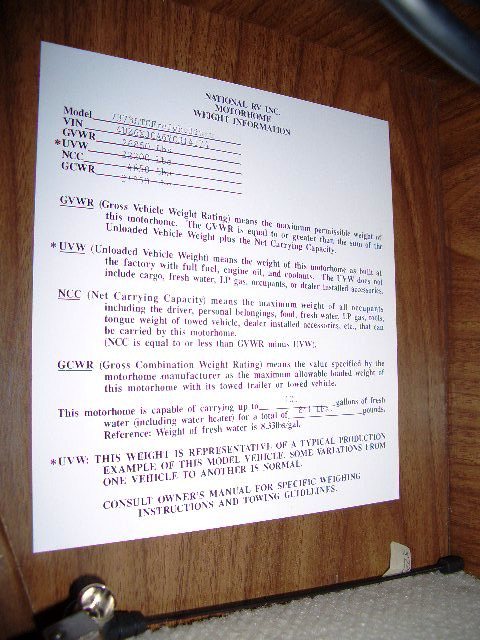 NATIONAL RV INC.
MOTORHOME
WEIGHT INFORMATION
Model
VIN
GVWR 26850 Lbs
*UVW 22200 Lbs
NCC 4650 Lbs
GCWR
GVWR (Gross Vehicle Weight Rating) means the maximum permissible weight of
this motorhome. The GVWR is equal to or greater than the sum of the
Unloaded Vehicle Weight plus the Net Carrying Capacity.
*UVW (Unloaded Vehicle Weight) means the weight of this motorhome as built at
the factory with full fuel, engine oil, and coolants. The UVW does not
include cargo, fresh water, LP gas, occupants, or dealer installed accessories.
NCC (Net Carrying Capacity) means the maximum weight of all occupants
including the driver, personal belongings, food, fresh water, LP gas, tools,
tongue weight of towed vehicle, dealer installed accessories, etc., that can
be carried by this motorhome.
(NCC is equal to or less than GVWR minus UVW).
GCWR (Gross Combination Weight Rating) means the value specified by the
motorhome manufacturer as the maximum allowable loaded weight of
this motorhome with its towed trailer or towed vehicle.
This motorhome is capable of carrying up to gallons of fresh
water (including water heater) for a total of pounds.
Reference: Weight of fresh water is 8.33lbs/gal.
*UVW: THIS WEIGHT IS REPRESENTATIVE OF A TYPICAL PRODUCTION
EXAMPLE OF THIS MODEL VEHICLE. SOME VARIATIONS FROM
ONE VEHICLE TO ANOTHER IS NORMAL.
CONSULT OWNER'S MANUAL FOR SPECIFIC WEIGHING
INSTRUCTIONS AND TOWING GUIDELINES.